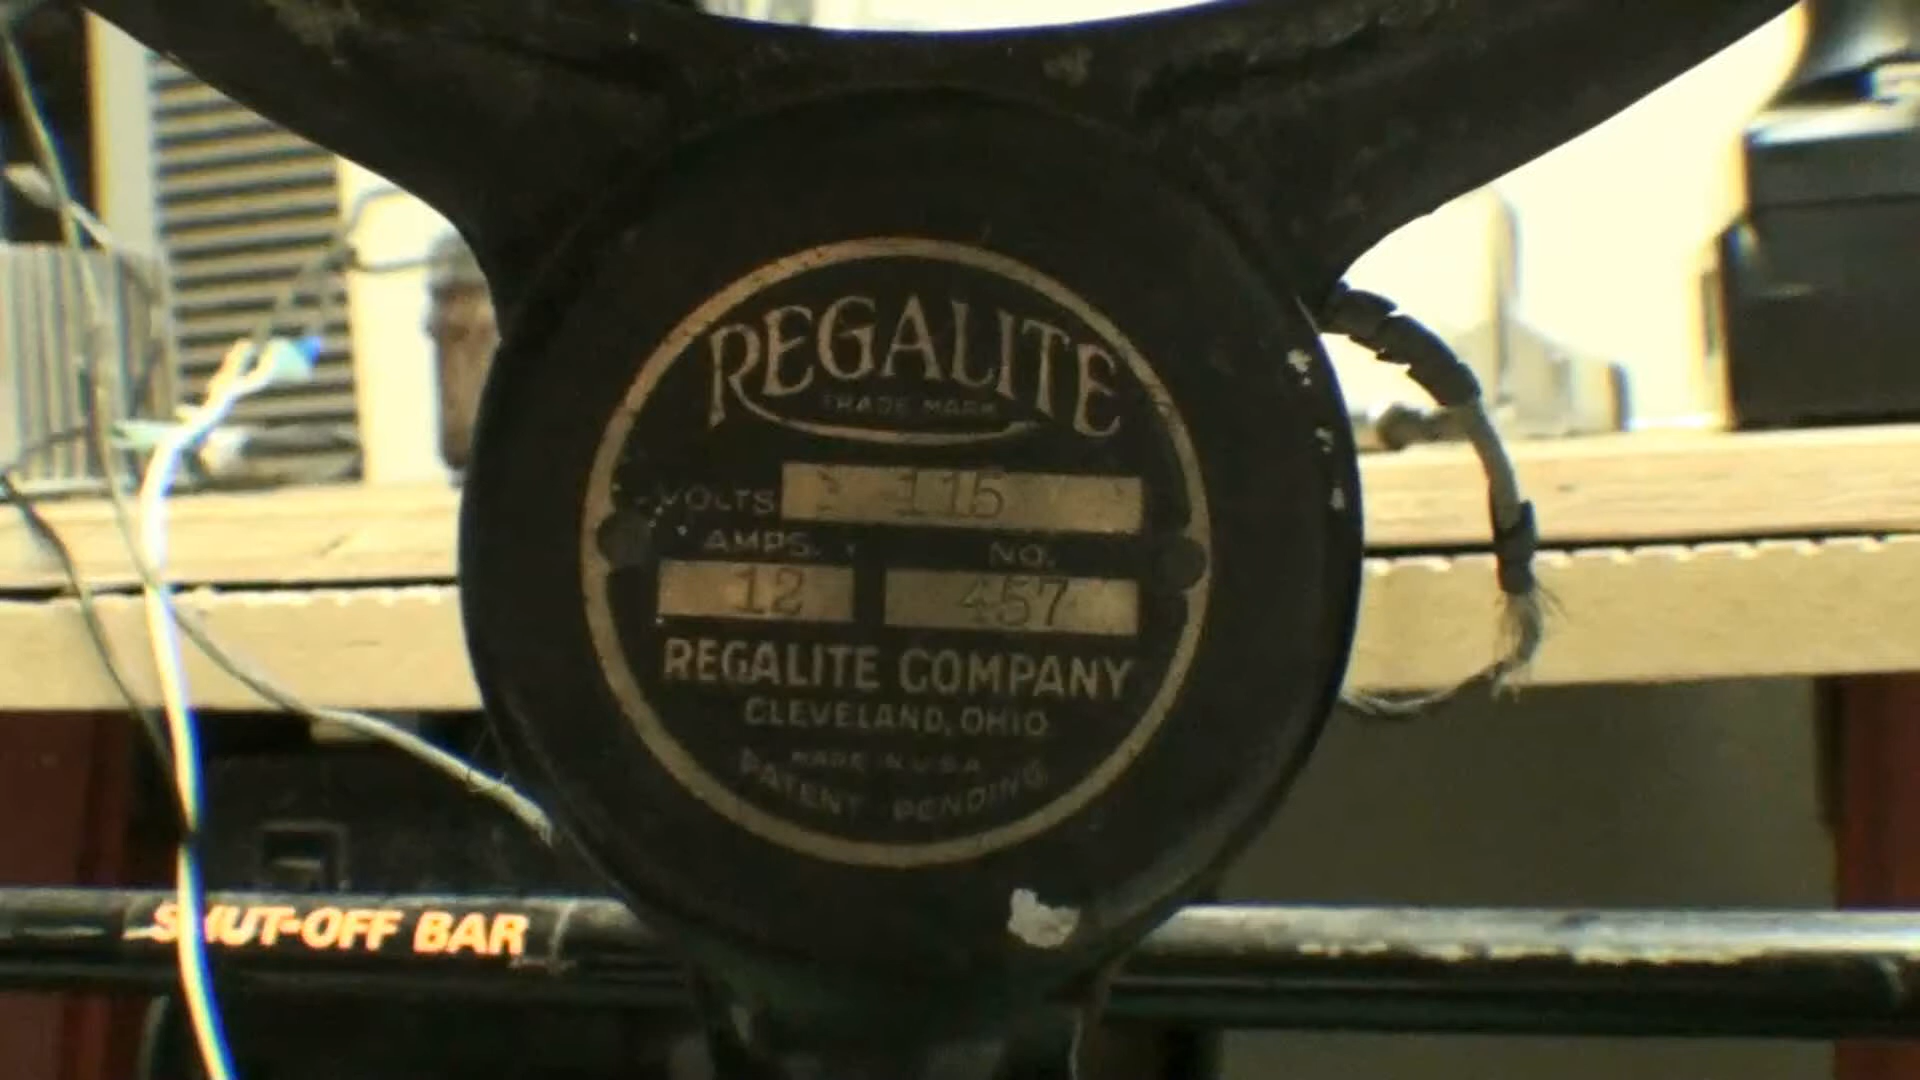 REGALITE
TRADE MARK
VOLTS 115
AMPS. NO.
12 457
REGALITE COMPANY
CLEVELAND, OHIO
MADE IN U.S.A
PATENT PENDING
SHUT-OFF BAR